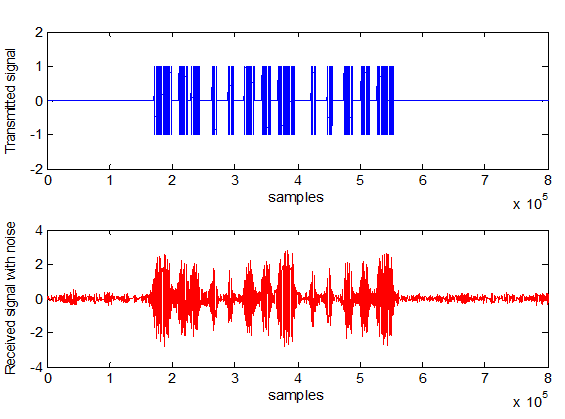 Transmitted signal
2
1
0
-1
-2
0 1 2 3 4 5 6 7 8
samples
x 10^5
Received signal with noise
4
2
0
-2
-4
0 1 2 3 4 5 6 7 8
samples
x 10^5